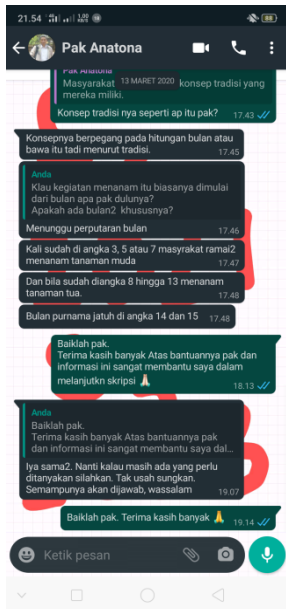 21.54
88
Pak Anatona
Pak Anatona
13 MARET 2020
Masyarakat konsep tradisi yang
mereka miliki.
Konsep tradisi nya seperti ap itu pak?
17.43
Konsepnya berpegang pada hitungan bulan atau
bawa itu tadi menurut tradisi.
17.45
Anda
Klau kegiatan menanam itu biasanya dimulai
dari bulan apa pak dulunya?
Apakah ada bulan2 khususnya?
Menunggu perputaran bulan
17.46
Kali sudah di angka 3, 5 atau 7 masyrakat ramai2
menanam tanaman muda
17.47
Dan bila sudah diangka 8 hingga 13 menanam
tanaman tua.
17.48
Bulan purnama jatuh di angka 14 dan 15
17.48
Baiklah pak.
Terima kasih banyak Atas bantuannya pak dan
informasi ini sangat membantu saya dalam
melanjutkn skripsi 🙏
18.13
Anda
Baiklah pak.
Terima kasih banyak Atas bantuannya pak
dan informasi ini sangat membantu saya dal...
Iya sama2. Nanti kalau masih ada yang perlu
ditanyakan silahkan. Tak usah sungkan.
Semampunya akan dijawab, wassalam
19.07
Baiklah pak. Terima kasih banyak 🙏
19.14
Ketik pesan